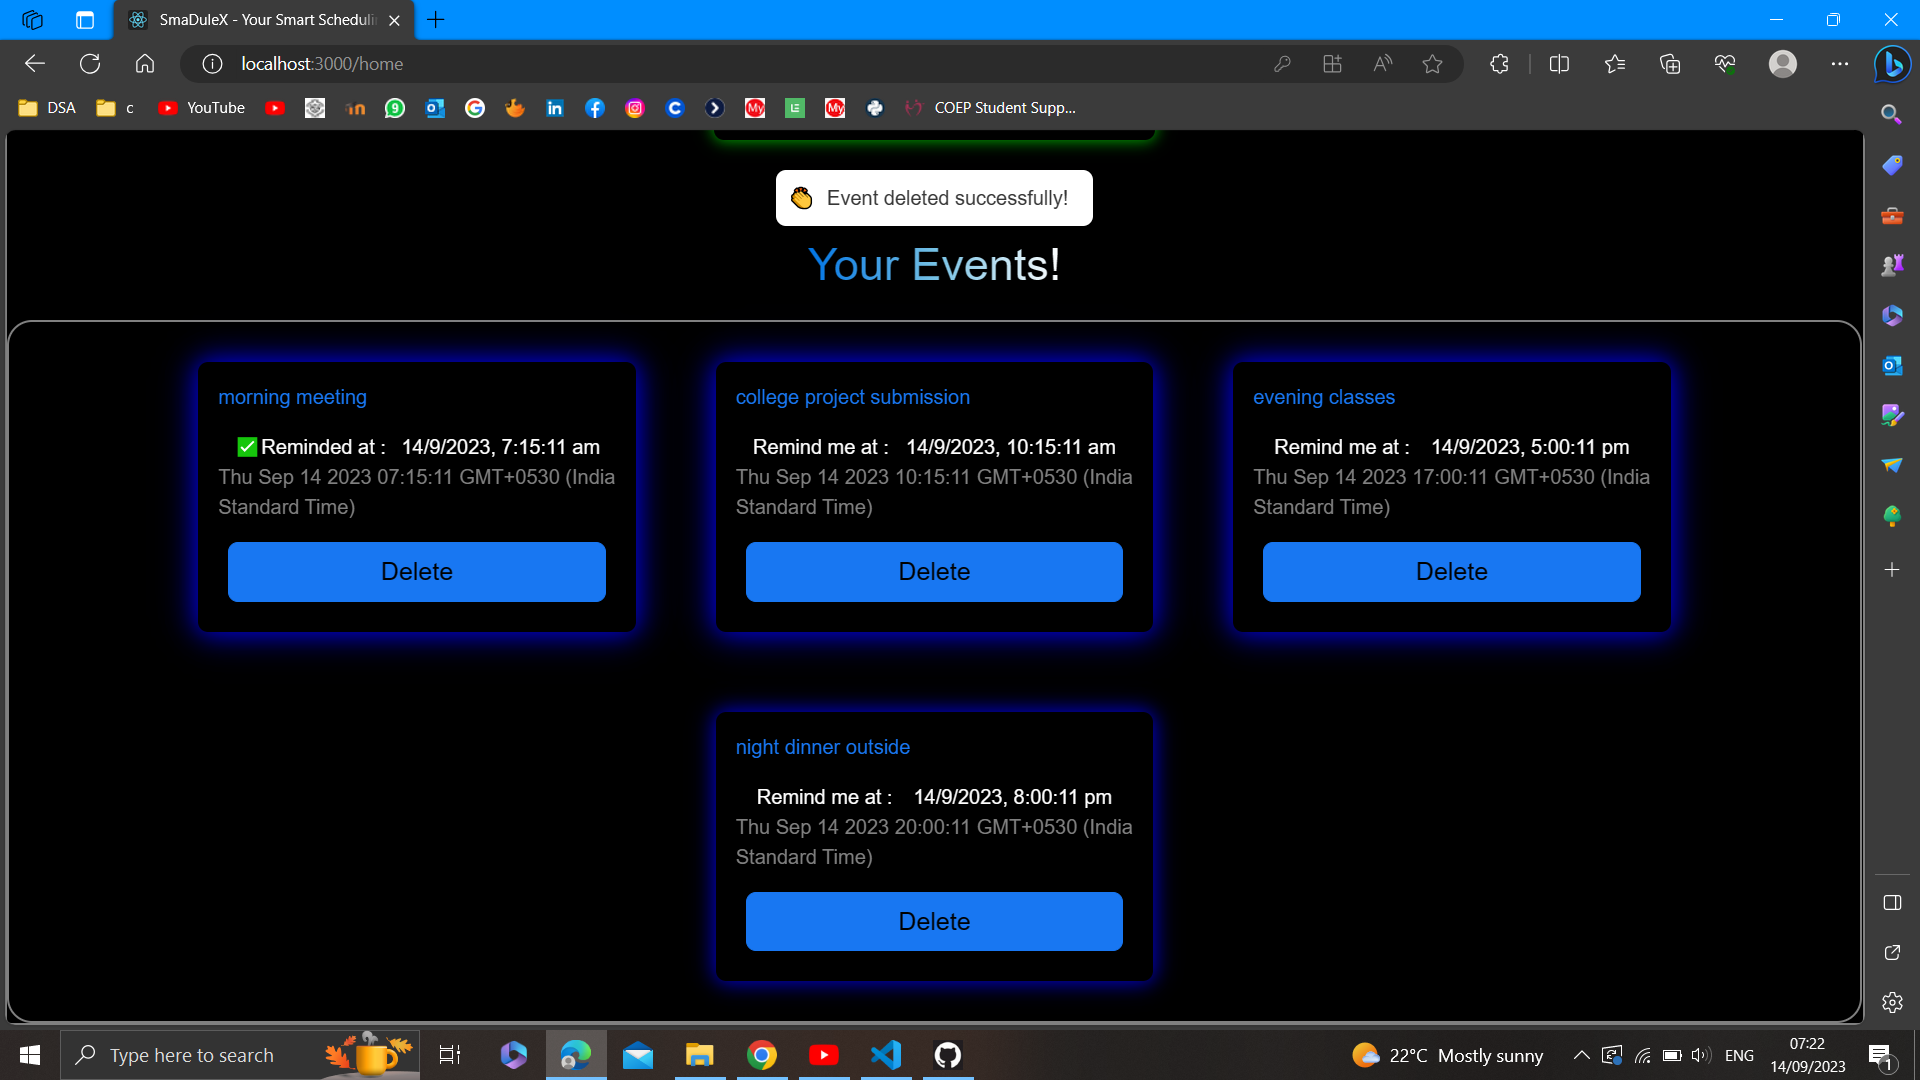 SmaDuleX - Your Smart Scheduli
localhost:3000/home
DSA
c
YouTube
COEP Student Supp...
Event deleted successfully!
Your Events!
morning meeting
✅ Reminded at : 14/9/2023, 7:15:11 am
Thu Sep 14 2023 07:15:11 GMT+0530 (India
Standard Time)
Delete
college project submission
Remind me at : 14/9/2023, 10:15:11 am
Thu Sep 14 2023 10:15:11 GMT+0530 (India
Standard Time)
Delete
evening classes
Remind me at : 14/9/2023, 5:00:11 pm
Thu Sep 14 2023 17:00:11 GMT+0530 (India
Standard Time)
Delete
night dinner outside
Remind me at : 14/9/2023, 8:00:11 pm
Thu Sep 14 2023 20:00:11 GMT+0530 (India
Standard Time)
Delete
Type here to search
22°C Mostly sunny
ENG
07:22
14/09/2023
1